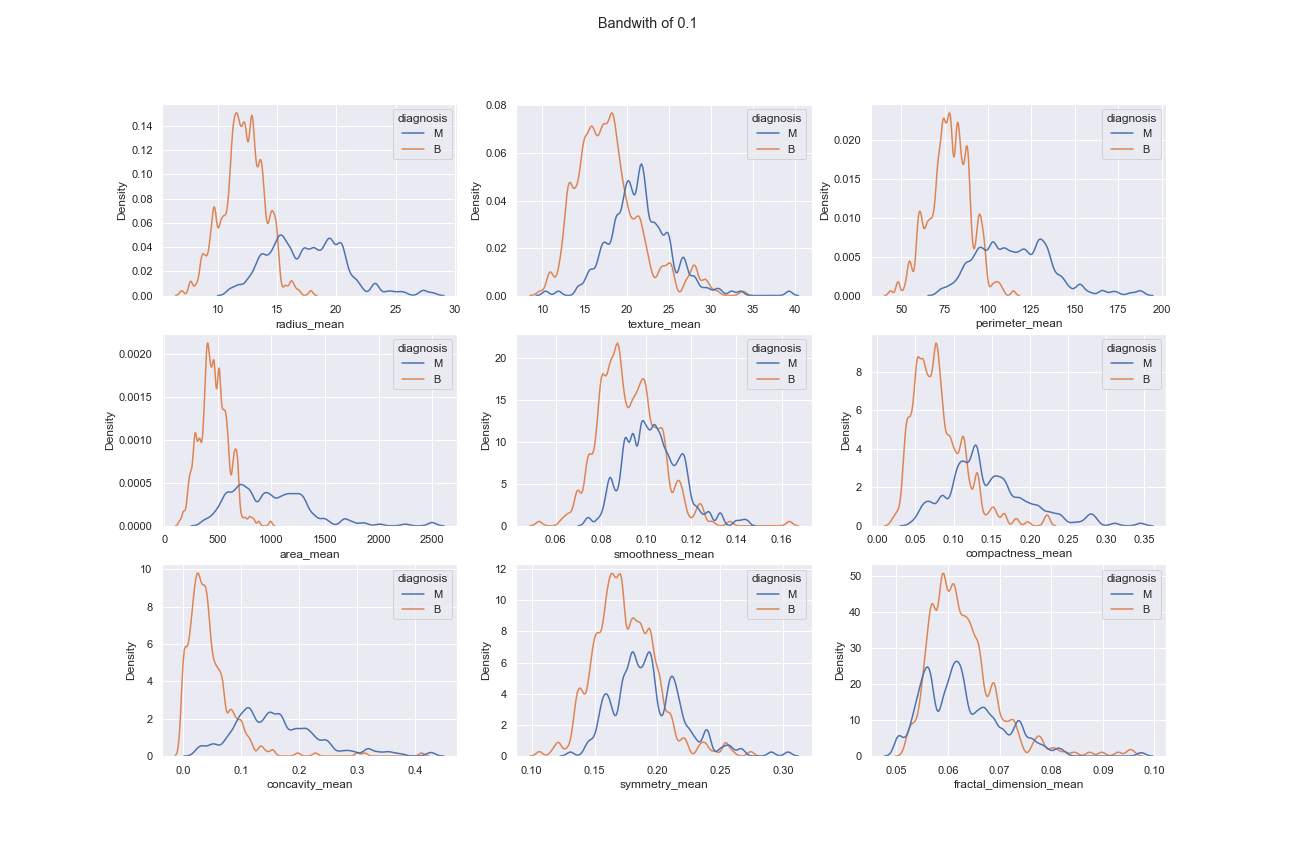 Bandwith of 0.1
diagnosis
M
B
Density
0.14
0.12
0.10
0.08
0.06
0.04
0.02
0.00
10 15 20 25 30
radius_mean
diagnosis
M
B
Density
0.08
0.06
0.04
0.02
0.00
10 15 20 25 30 35 40
texture_mean
diagnosis
M
B
Density
0.020
0.015
0.010
0.005
0.000
50 75 100 125 150 175 200
perimeter_mean
diagnosis
M
B
Density
0.0020
0.0015
0.0010
0.0005
0.0000
0 500 1000 1500 2000 2500
area_mean
diagnosis
M
B
Density
20
15
10
5
0
0.06 0.08 0.10 0.12 0.14 0.16
smoothness_mean
diagnosis
M
B
Density
8
6
4
2
0
0.00 0.05 0.10 0.15 0.20 0.25 0.30 0.35
compactness_mean
diagnosis
M
B
Density
10
8
6
4
2
0
0.0 0.1 0.2 0.3 0.4
concavity_mean
diagnosis
M
B
Density
12
10
8
6
4
2
0
0.10 0.15 0.20 0.25 0.30
symmetry_mean
diagnosis
M
B
Density
50
40
30
20
10
0
0.05 0.06 0.07 0.08 0.09 0.10
fractal_dimension_mean